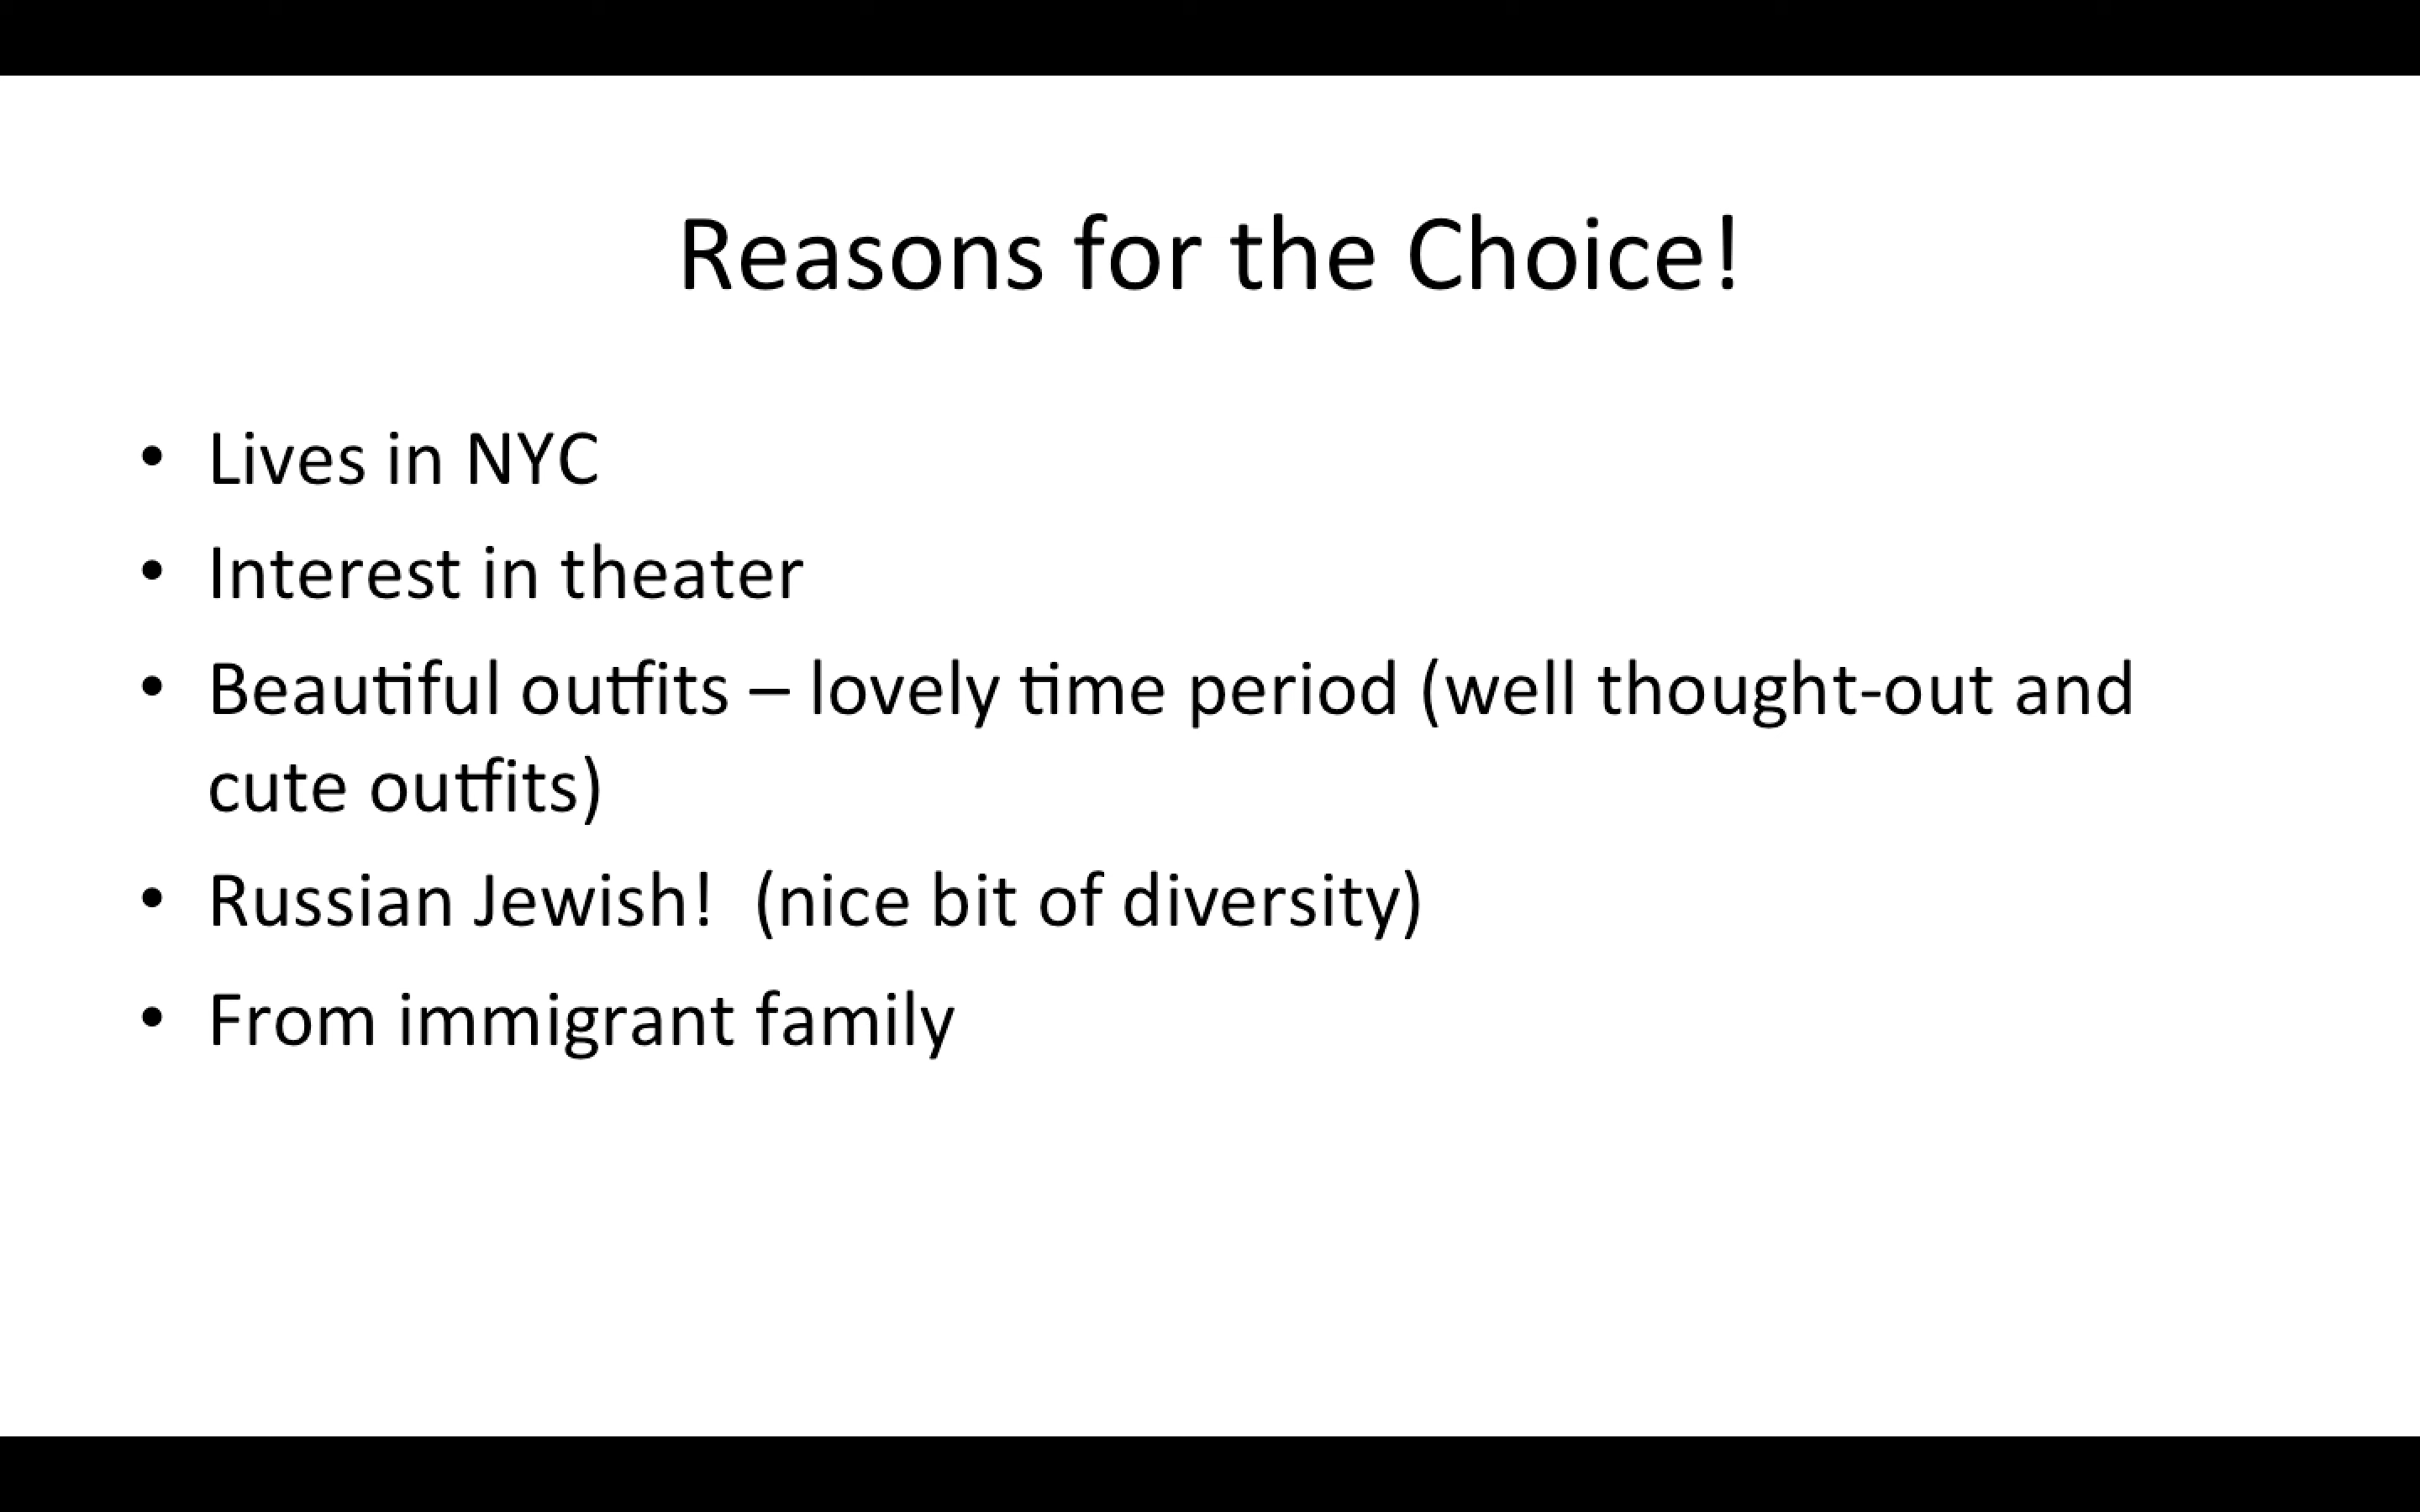 Reasons for the Choice!
• Lives in NYC
• Interest in theater
• Beautiful outfits – lovely time period (well thought-out and
cute outfits)
• Russian Jewish!  (nice bit of diversity)
• From immigrant family